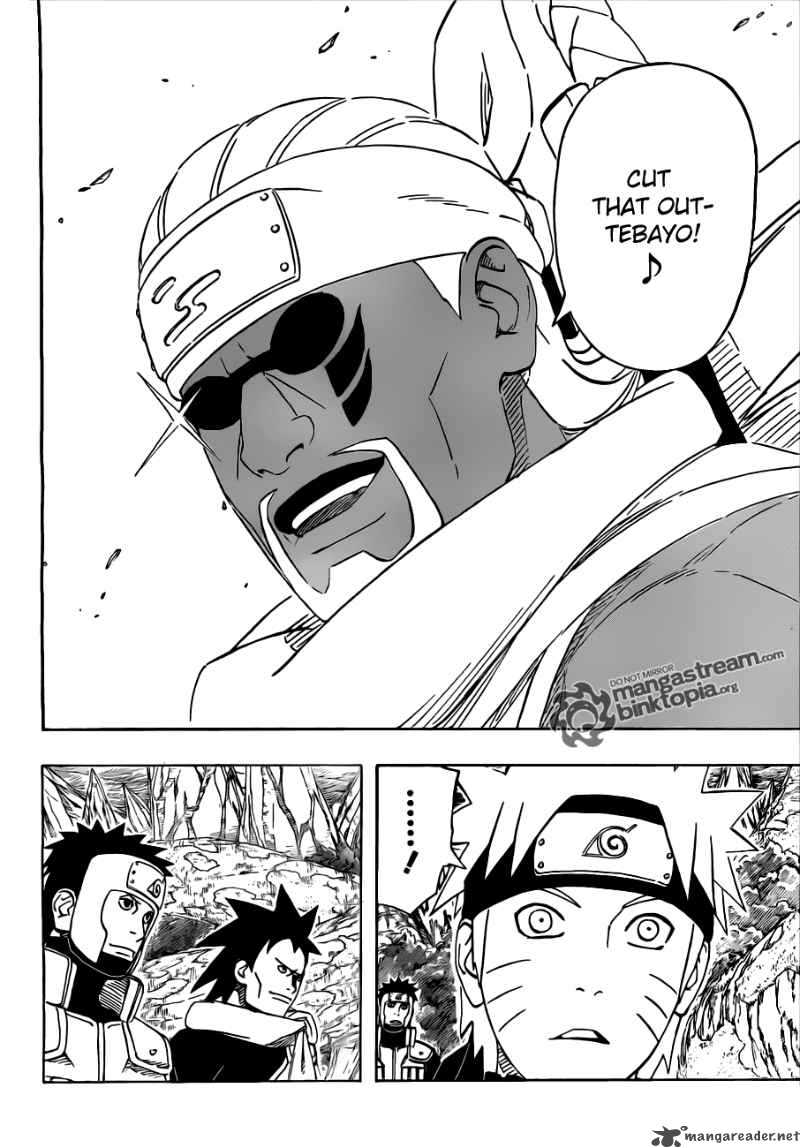 CUT
THAT OUT-
TEBAYO!
♪
DO NOT MIRROR
mangastream.com
binktopia.org
......!
mangareader.net